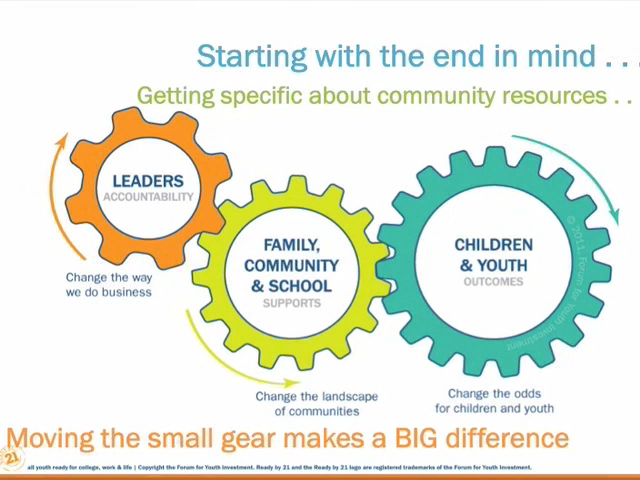 Starting with the end in mind . . .
Getting specific about community resources . .
LEADERS
ACCOUNTABILITY
Change the way
we do business
FAMILY,
COMMUNITY
& SCHOOL
SUPPORTS
Change the landscape
of communities
CHILDREN
& YOUTH
OUTCOMES
©2011, Forum for Youth Investment
Change the odds
for children and youth
Moving the small gear makes a BIG difference
21
all youth ready for college, work & life | Copyright the Forum for Youth Investment. Ready by 21 and the Ready by 21 logo are registered trademarks of the Forum for Youth Investment.